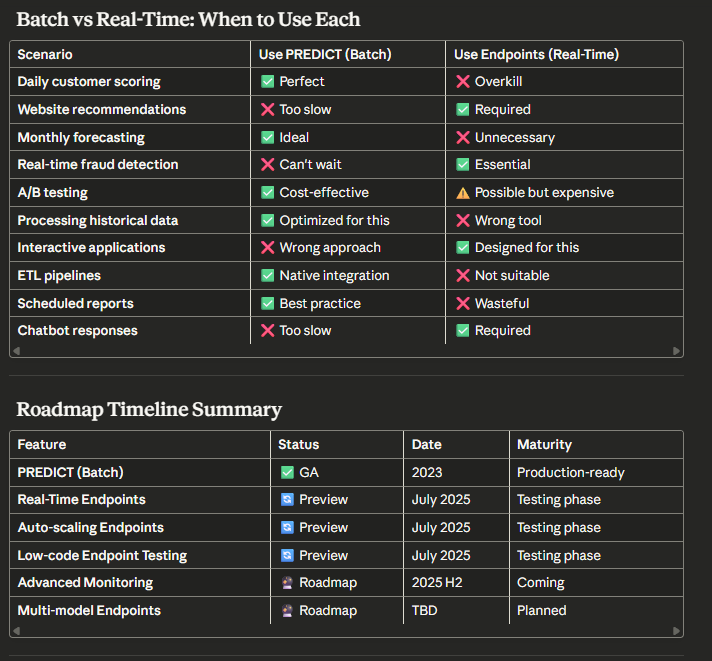 Batch vs Real-Time: When to Use Each
Scenario Use PREDICT (Batch) Use Endpoints (Real-Time)
Daily customer scoring ✅ Perfect ❌ Overkill
Website recommendations ❌ Too slow ✅ Required
Monthly forecasting ✅ Ideal ❌ Unnecessary
Real-time fraud detection ❌ Can't wait ✅ Essential
A/B testing ✅ Cost-effective ⚠️ Possible but expensive
Processing historical data ✅ Optimized for this ❌ Wrong tool
Interactive applications ❌ Wrong approach ✅ Designed for this
ETL pipelines ✅ Native integration ❌ Not suitable
Scheduled reports ✅ Best practice ❌ Wasteful
Chatbot responses ❌ Too slow ✅ Required
Roadmap Timeline Summary
Feature Status Date Maturity
PREDICT (Batch) ✅ GA 2023 Production-ready
Real-Time Endpoints 🔄 Preview July 2025 Testing phase
Auto-scaling Endpoints 🔄 Preview July 2025 Testing phase
Low-code Endpoint Testing 🔄 Preview July 2025 Testing phase
Advanced Monitoring 🔮 Roadmap 2025 H2 Coming
Multi-model Endpoints 🔮 Roadmap TBD Planned